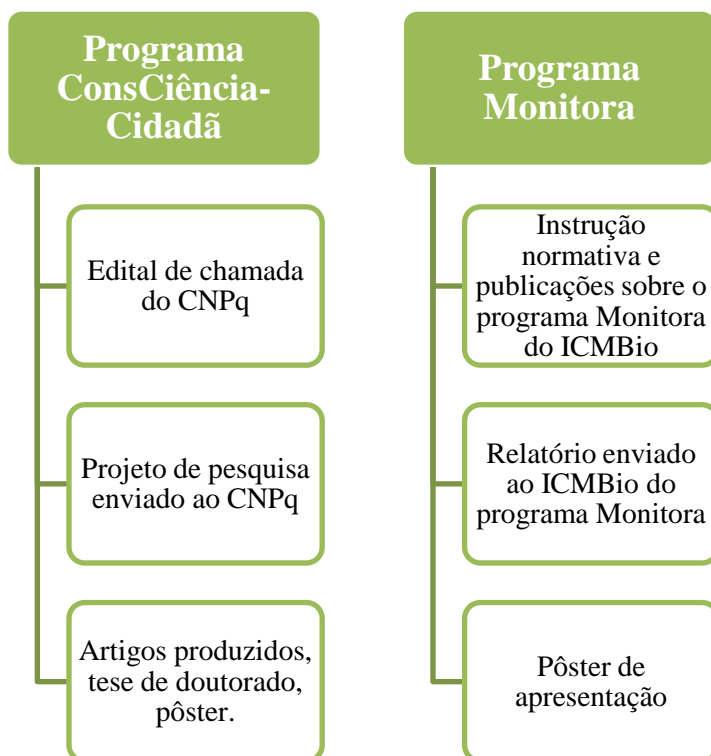 Programa
ConsCiência-
Cidadã
Edital de chamada
do CNPq
Projeto de pesquisa
enviado ao CNPq
Artigos produzidos,
tese de doutorado,
pôster.
Programa
Monitora
Instrução
normativa e
publicações sobre o
programa Monitora
do ICMBio
Relatório enviado
ao ICMBio do
programa Monitora
Pôster de
apresentação